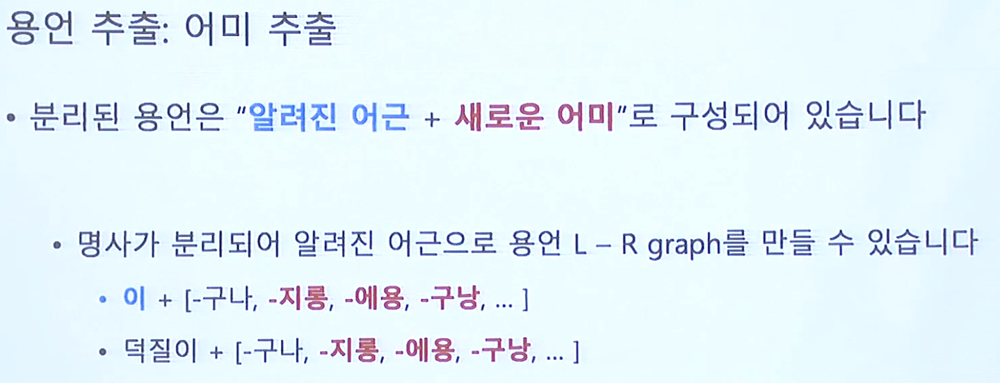 용언 추출: 어미 추출
• 분리된 용언은 "알려진 어근 + 새로운 어미"로 구성되어 있습니다
• 명사가 분리되어 알려진 어근으로 용언 L – R graph를 만들 수 있습니다
• 이 + [-구나, -지롱, -에용, -구낭, ... ]
• 덕질이 + [-구나, -지롱, -에용, -구낭, ... ]